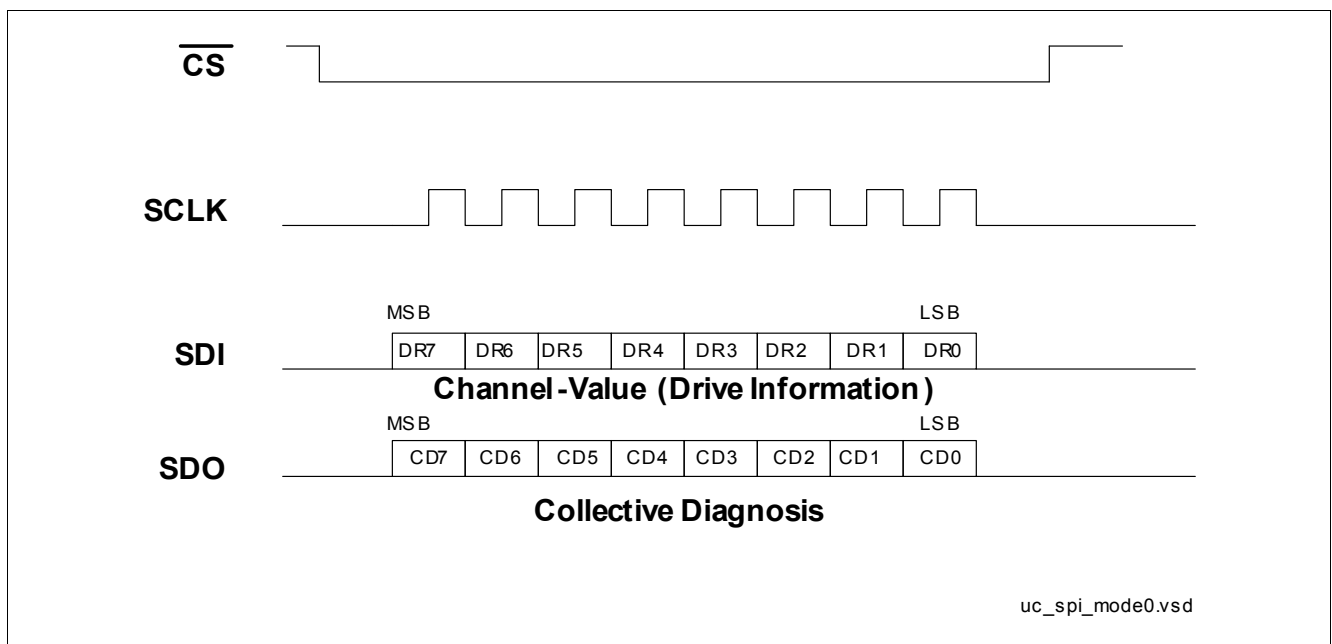 CS
SCLK
MSB LSB
SDI DR7 DR6 DR5 DR4 DR3 DR2 DR1 DR0
Channel-Value (Drive Information)
MSB LSB
SDO CD7 CD6 CD5 CD4 CD3 CD2 CD1 CD0
Collective Diagnosis
uc_spi_mode0.vsd